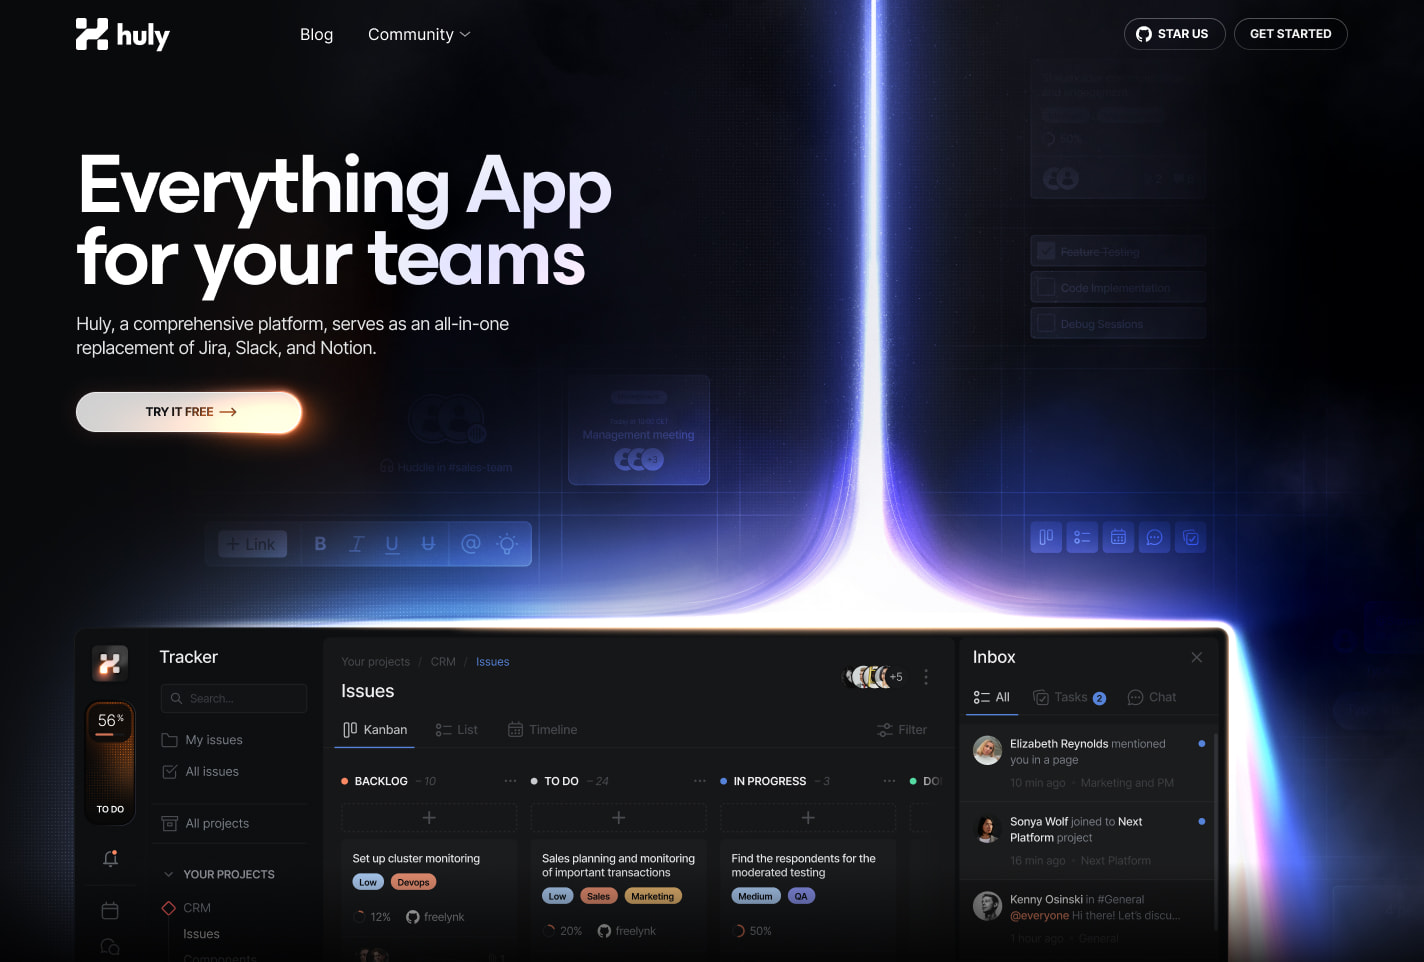 huly
Blog
Community
STAR US
GET STARTED
Everything App
for your teams
Huly, a comprehensive platform, serves as an all-in-one
replacement of Jira, Slack, and Notion.
TRY IT FREE
50%
Feature Testing
Code Implementation
Debug Sessions
Management meeting
+3
Huddle in #sales-team
+ Link
B I U U @
Tracker
Search...
56%
TO DO
My issues
All issues
All projects
YOUR PROJECTS
CRM
Issues
Components
Your projects / CRM / Issues
Issues
+5
Kanban
List
Timeline
Filter
BACKLOG – 10
Set up cluster monitoring
Low Devops
12% freelynk
TO DO – 24
Sales planning and monitoring
of important transactions
Low Sales Marketing
20% freelynk
IN PROGRESS – 3
Find the respondents for the
moderated testing
Medium QA
50%
Inbox
All
Tasks 2
Chat
Elizabeth Reynolds mentioned
you in a page
10 min ago · Marketing and PM
Sonya Wolf joined to Next
Platform project
16 min ago · Next Platform
Kenny Osinski in #General
@everyone Hi there! Let's discu...
1 hour ago · General